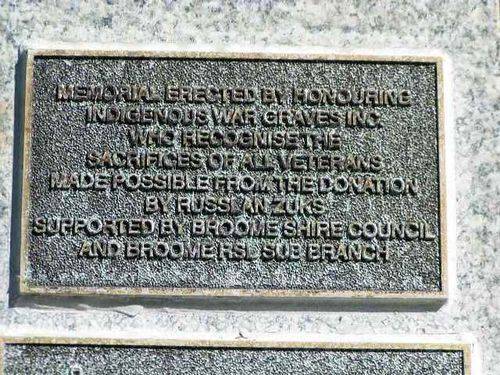 MEMORIAL ERECTED BY HONOURING
INDIGENOUS WAR GRAVES INC.
WHO RECOGNISE THE
SACRIFICES OF ALL VETERANS
MADE POSSIBLE FROM THE DONATION
BY RUSSLAN ZUKS
SUPPORTED BY BROOME SHIRE COUNCIL
AND BROOME RSL SUB BRANCH